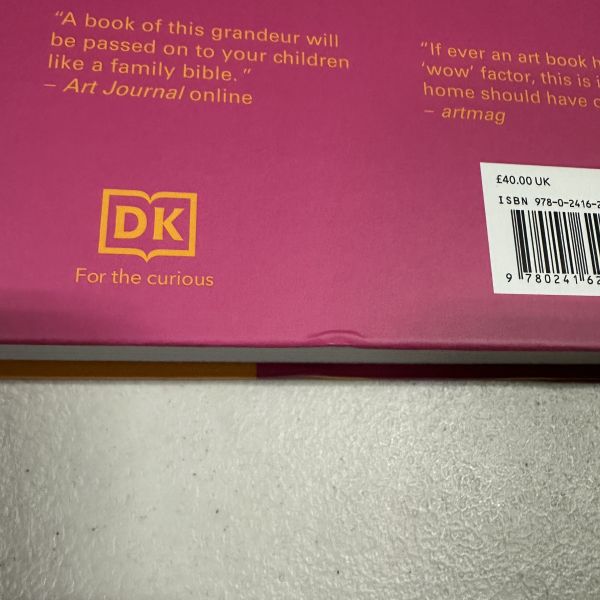 "A book of this grandeur will
be passed on to your children
like a family bible."
– Art Journal online
"If ever an art book h
'wow' factor, this is i
home should have o
– artmag
DK
For the curious
£40.00 UK
ISBN 978-0-2416-2
9 780241 62